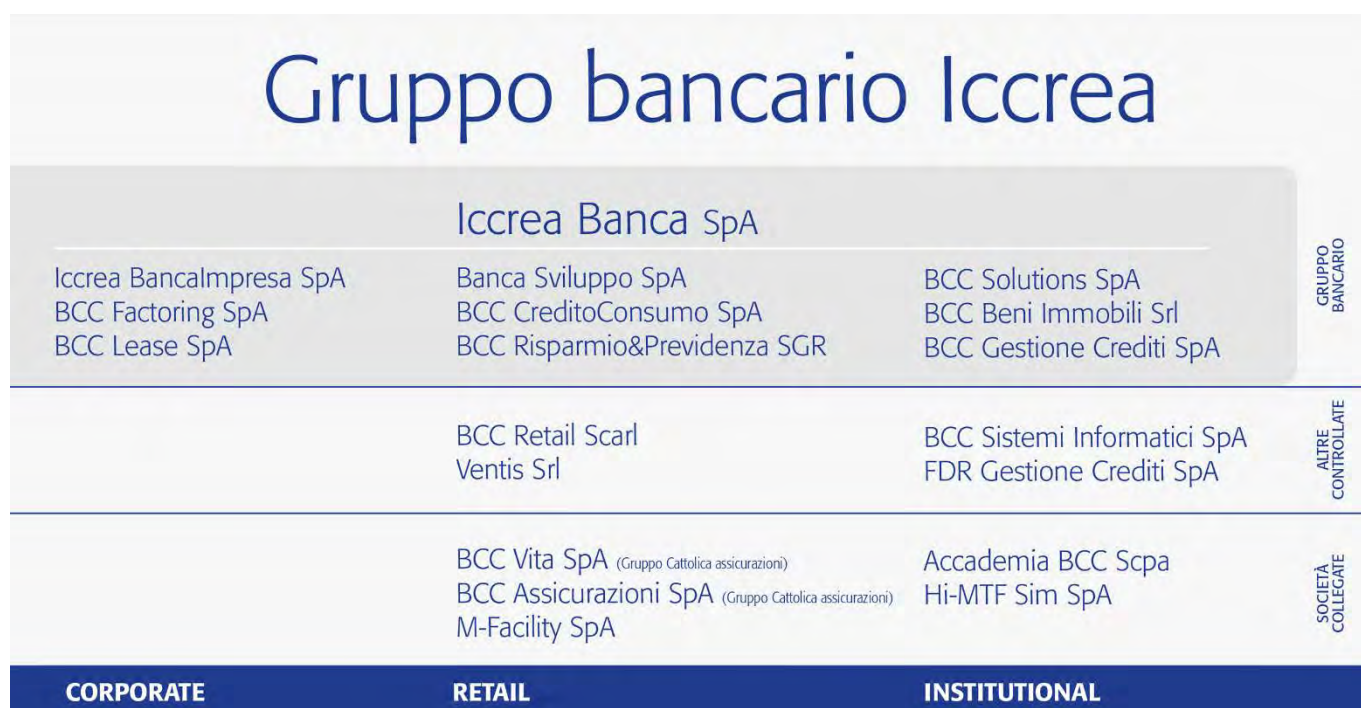 Gruppo bancario Iccrea
Iccrea Banca SpA
Iccrea BancaImpresa SpA
BCC Factoring SpA
BCC Lease SpA
Banca Sviluppo SpA
BCC CreditoConsumo SpA
BCC Risparmio&Previdenza SGR
BCC Solutions SpA
BCC Beni Immobili Srl
BCC Gestione Crediti SpA
GRUPPO
BANCARIO
BCC Retail Scarl
Ventis Srl
BCC Sistemi Informatici SpA
FDR Gestione Crediti SpA
ALTRE
CONTROLLATE
BCC Vita SpA (Gruppo Cattolica assicurazioni)
BCC Assicurazioni SpA (Gruppo Cattolica assicurazioni)
M-Facility SpA
Accademia BCC Scpa
Hi-MTF Sim SpA
SOCIETÀ
COLLEGATE
CORPORATE
RETAIL
INSTITUTIONAL